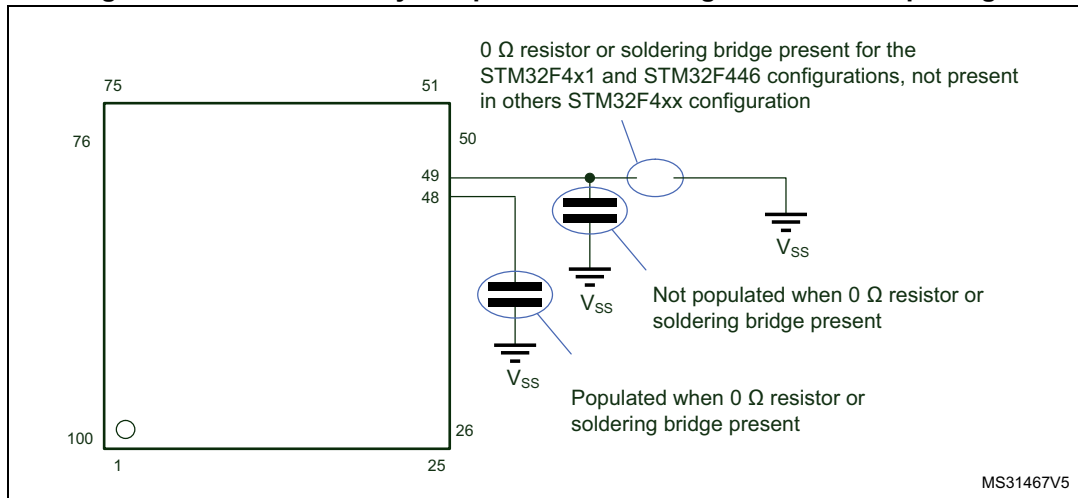 0 Ω resistor or soldering bridge present for the
STM32F4x1 and STM32F446 configurations, not present
in others STM32F4xx configuration
75
51
76
50
49
48
VSS
VSS
Not populated when 0 Ω resistor or
soldering bridge present
VSS
Populated when 0 Ω resistor or
soldering bridge present
100
26
1
25
MS31467V5